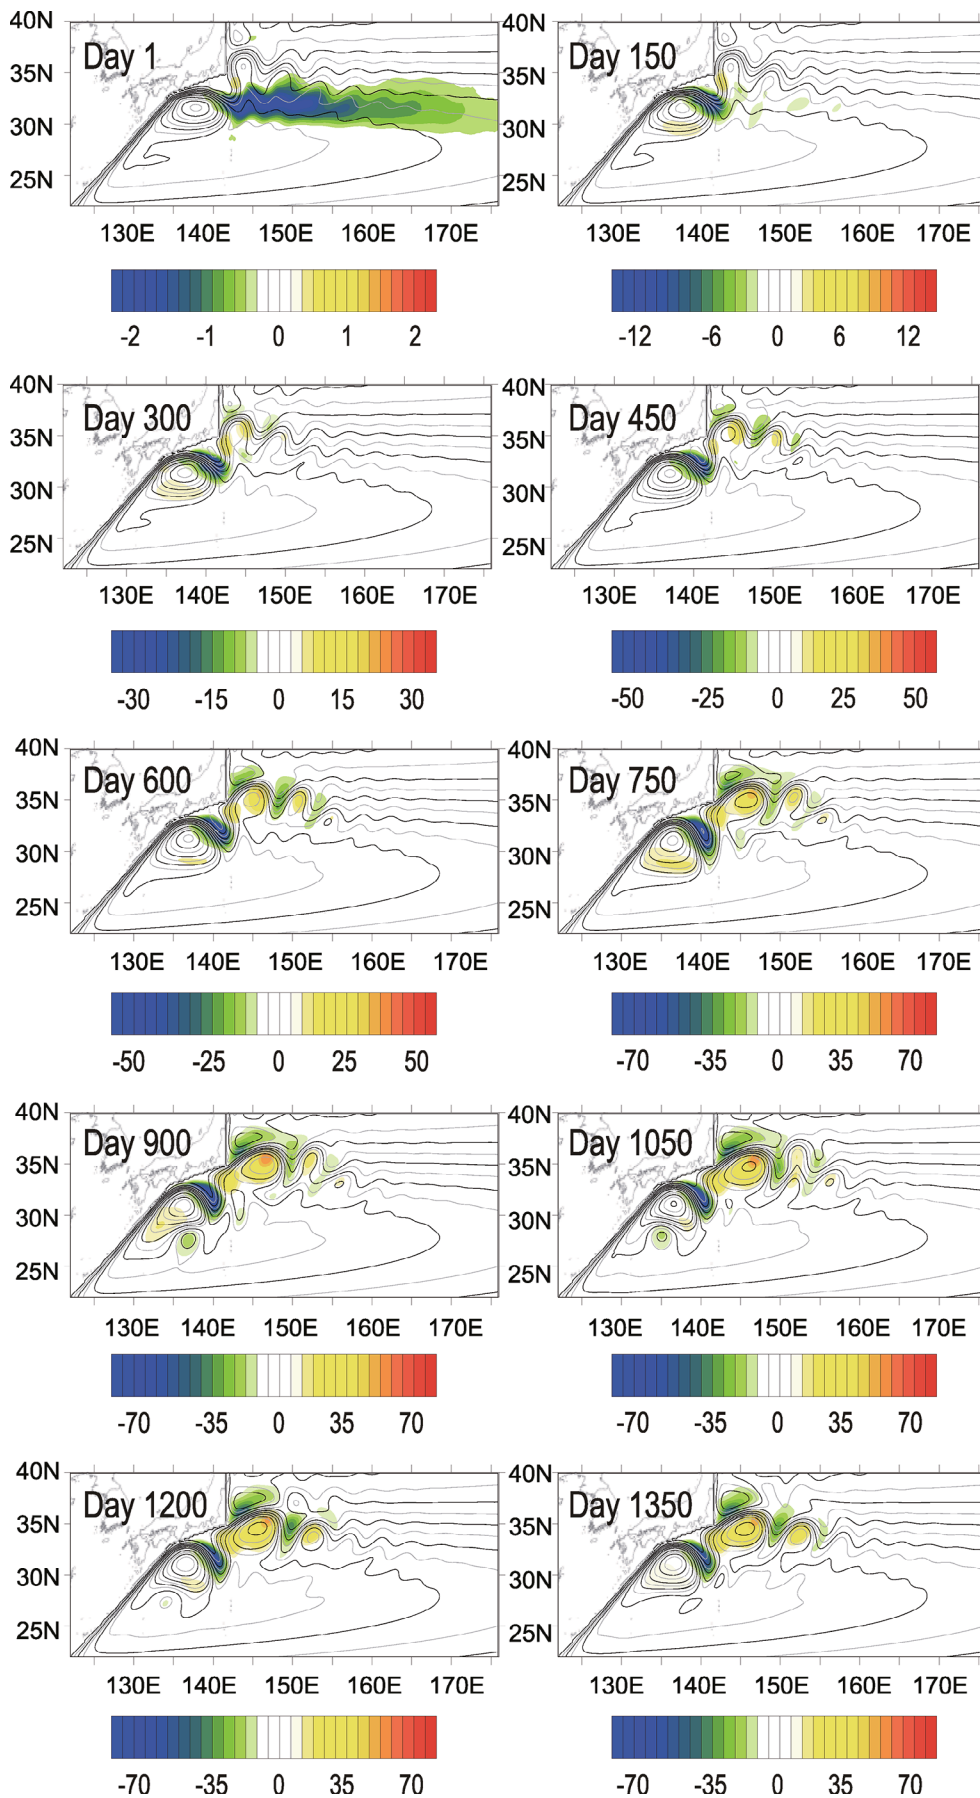 40N 40N
Day 1 Day 150
35N 35N
30N 30N
25N 25N
130E 140E 150E 160E 170E 130E 140E 150E 160E 170E
-2 -1 0 1 2 -12 -6 0 6 12
40N 40N
Day 300 Day 450
35N 35N
30N 30N
25N 25N
130E 140E 150E 160E 170E 130E 140E 150E 160E 170E
-30 -15 0 15 30 -50 -25 0 25 50
40N 40N
Day 600 Day 750
35N 35N
30N 30N
25N 25N
130E 140E 150E 160E 170E 130E 140E 150E 160E 170E
-50 -25 0 25 50 -70 -35 0 35 70
40N 40N
Day 900 Day 1050
35N 35N
30N 30N
25N 25N
130E 140E 150E 160E 170E 130E 140E 150E 160E 170E
-70 -35 0 35 70 -70 -35 0 35 70
40N 40N
Day 1200 Day 1350
35N 35N
30N 30N
25N 25N
130E 140E 150E 160E 170E 130E 140E 150E 160E 170E
-70 -35 0 35 70 -70 -35 0 35 70